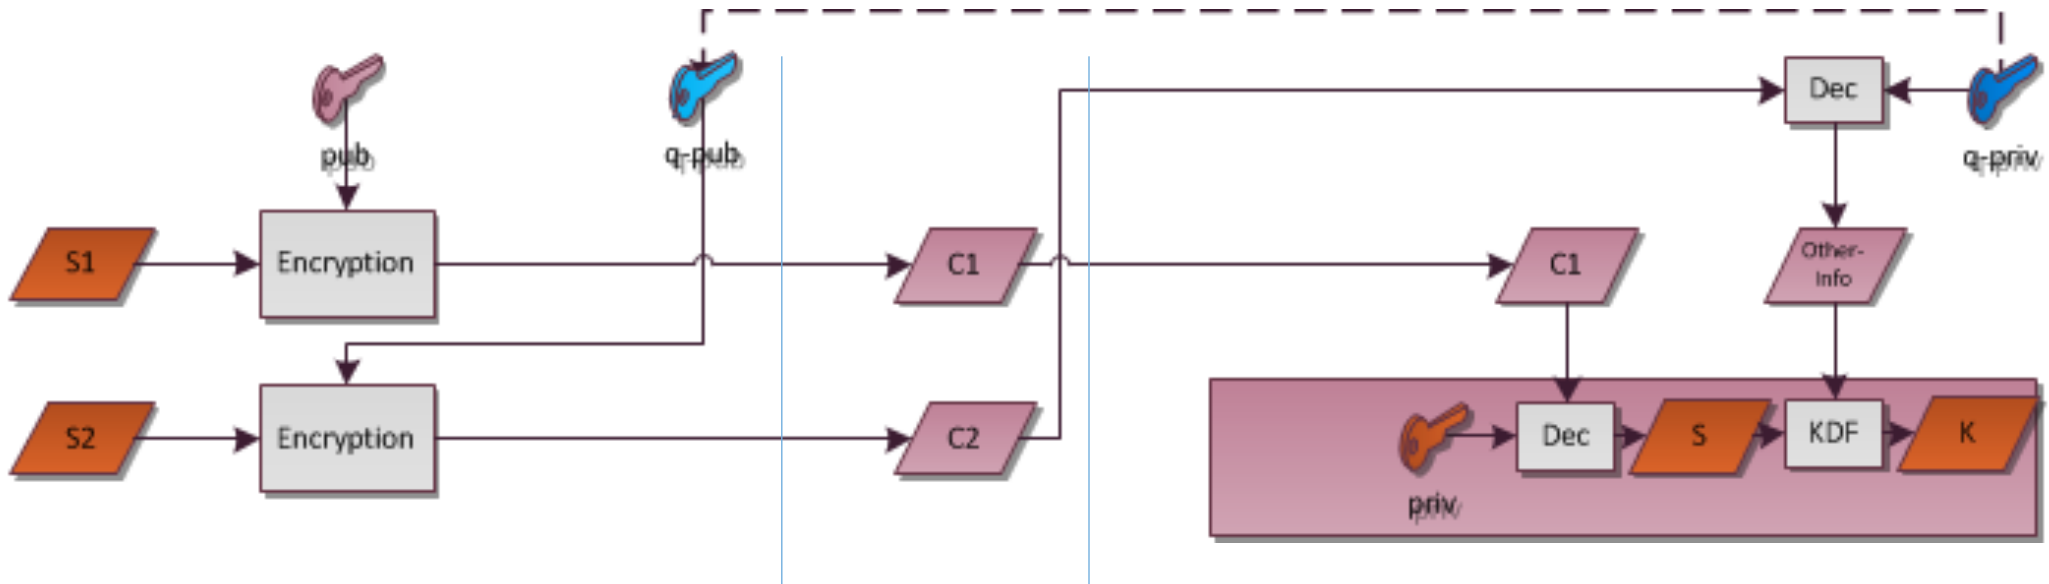 pub
q-pub
Dec
q-priv
S1
Encryption
C1
C1
Other-
Info
S2
Encryption
C2
Dec
S
KDF
K
priv